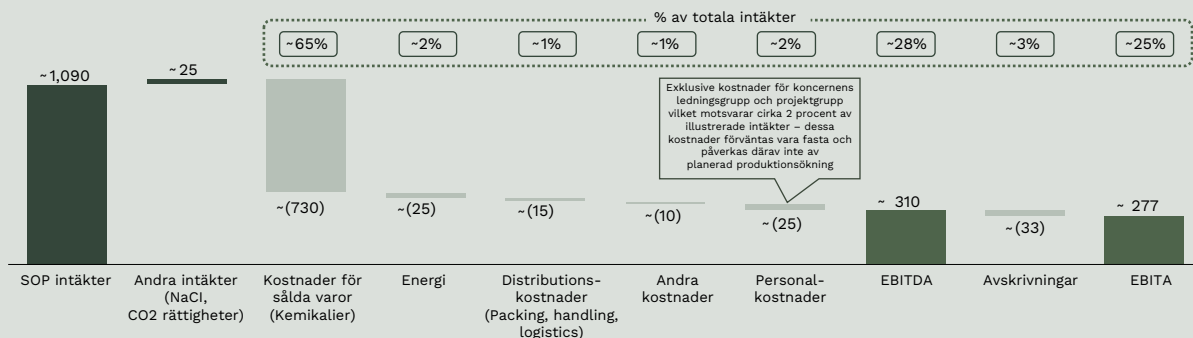 % av totala intäkter
~65%
~2%
~1%
~1%
~2%
~28%
~3%
~25%
~1,090
~25
~(730)
~(25)
~(15)
~(10)
~(25)
~ 310
~(33)
~ 277
Exklusive kostnader för koncernens
ledningsgrupp och projektgrupp
vilket motsvarar cirka 2 procent av
illustrerade intäkter – dessa
kostnader förväntas vara fasta och
påverkas därav inte av
planerad produktionsökning
SOP intäkter
Andra intäkter
(NaCl,
CO2 rättigheter)
Kostnader för
sålda varor
(Kemikalier)
Energi
Distributions-
kostnader
(Packing, handling,
logistics)
Andra
kostnader
Personal-
kostnader
EBITDA
Avskrivningar
EBITA